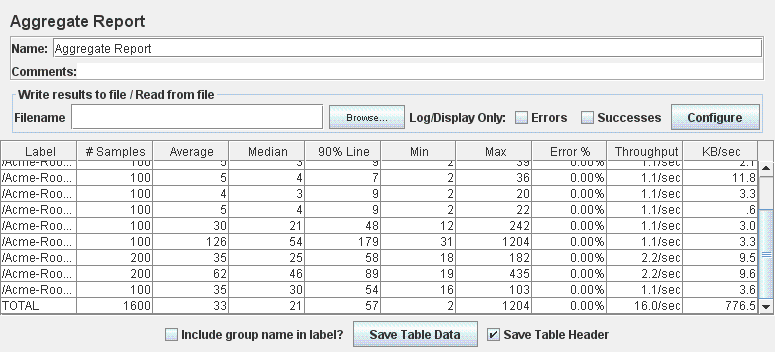 Aggregate Report
Name: Aggregate Report
Comments:
Write results to file / Read from file
Filename Browse... Log/Display Only: Errors Successes Configure
Label # Samples Average Median 90% Line Min Max Error % Throughput KB/sec
/Acme-Roo... 100 5 3 9 2 39 0.00% 1.1/sec 2.1
/Acme-Roo... 100 5 4 7 2 36 0.00% 1.1/sec 11.8
/Acme-Roo... 100 4 3 9 2 20 0.00% 1.1/sec 3.3
/Acme-Roo... 100 5 4 9 2 22 0.00% 1.1/sec .6
/Acme-Roo... 100 30 21 48 12 242 0.00% 1.1/sec 3.0
/Acme-Roo... 100 126 54 179 31 1204 0.00% 1.1/sec 3.3
/Acme-Roo... 200 35 25 58 18 182 0.00% 2.2/sec 9.5
/Acme-Roo... 200 62 46 89 19 435 0.00% 2.2/sec 9.6
/Acme-Roo... 100 35 30 54 16 103 0.00% 1.1/sec 3.6
TOTAL 1600 33 21 57 2 1204 0.00% 16.0/sec 776.5
Include group name in label? Save Table Data Save Table Header